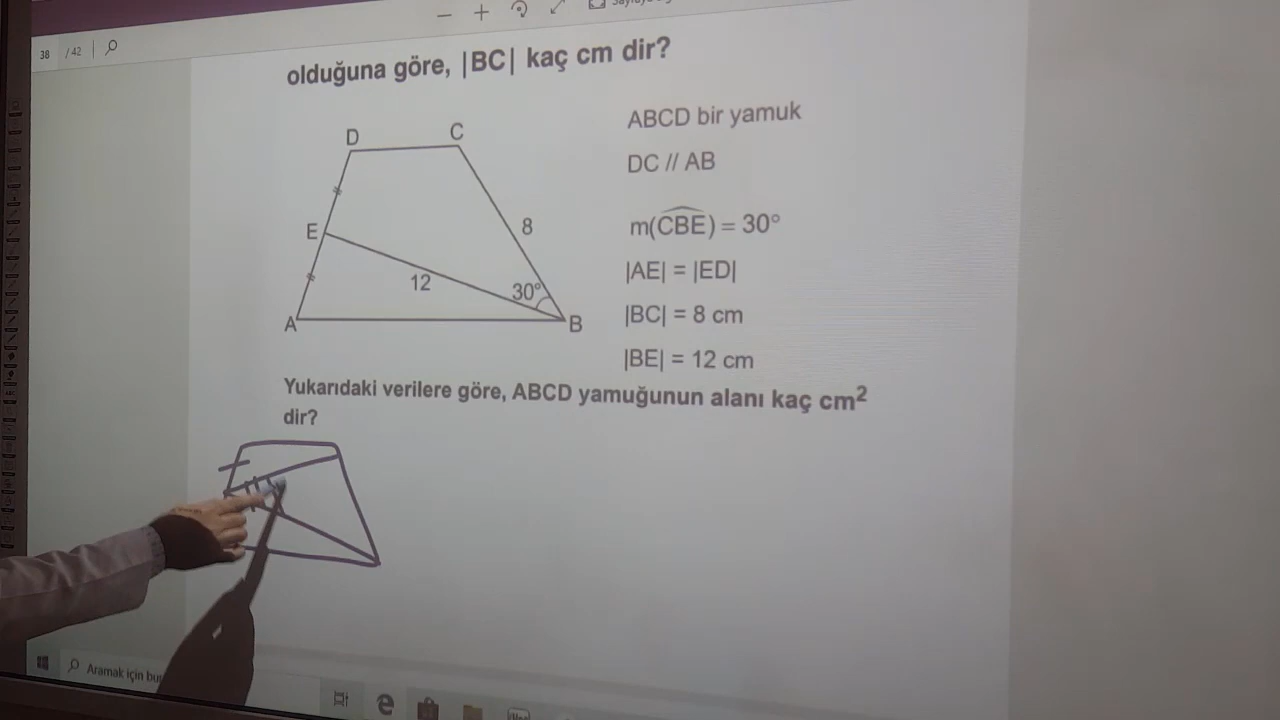 38 / 42
olduğuna göre, |BC| kaç cm dir?
D
C
E
8
12
30°
A
B
ABCD bir yamuk
DC // AB
m(CBE) = 30°
|AE| = |ED|
|BC| = 8 cm
|BE| = 12 cm
Yukarıdaki verilere göre, ABCD yamuğunun alanı kaç cm²
dir?
Aramak için